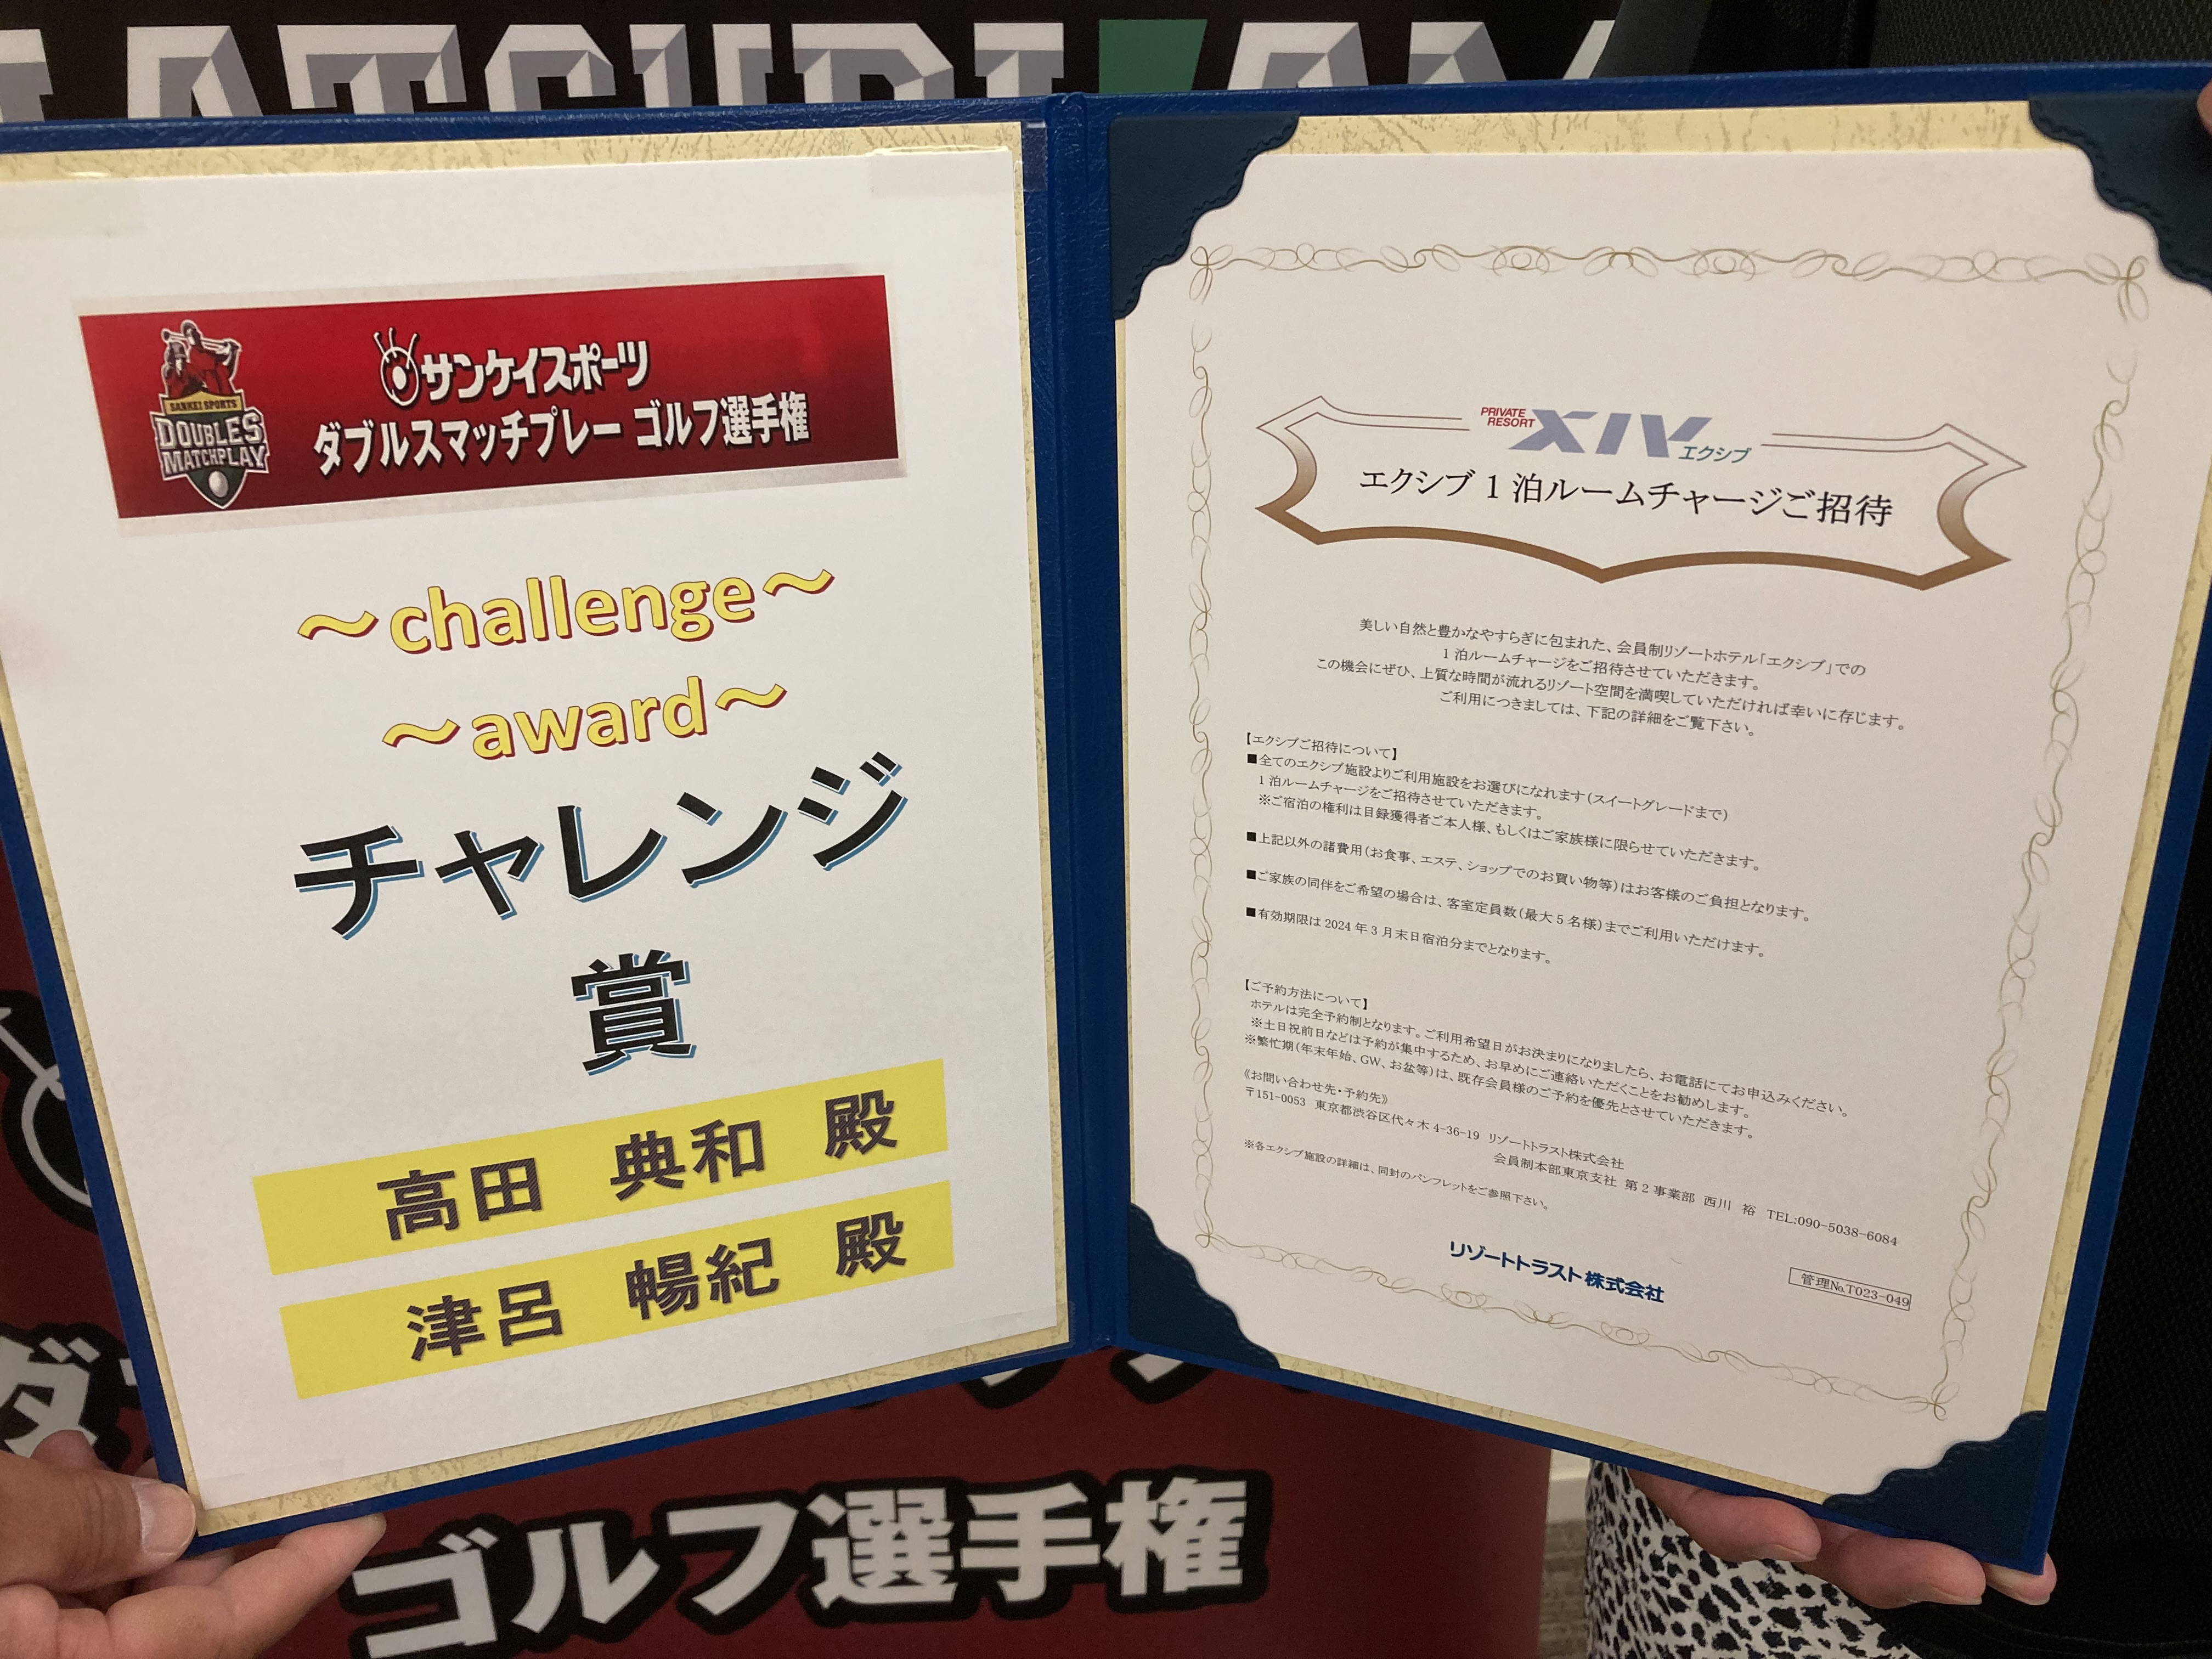 サンケイスポーツ
ダブルスマッチプレー ゴルフ選手権
SANKEI SPORTS
DOUBLES
MATCHPLAY
～challenge～
～award～
チャレンジ
賞
高田 典和 殿
津呂 暢紀 殿
PRIVATE
RESORT
XIV
エクシブ
エクシブ 1 泊ルームチャージご招待
美しい自然と豊かなやすらぎに包まれた、会員制リゾートホテル「エクシブ」での
1 泊ルームチャージをご招待させていただきます。
この機会にぜひ、上質な時間が流れるリゾート空間を満喫していただければ幸いに存じます。
ご利用につきましては、下記の詳細をご覧下さい。
【エクシブご招待について】
■全てのエクシブ施設よりご利用施設をお選びになれます(スイートグレードまで)
1 泊ルームチャージをご招待させていただきます。
※ご宿泊の権利は目録獲得者ご本人様、もしくはご家族様に限らせていただきます。
■上記以外の諸費用(お食事、エステ、ショップでのお買い物等)はお客様のご負担となります。
■ご家族の同伴をご希望の場合は、客室定員数(最大 5 名様)までご利用いただけます。
■有効期限は 2024 年 3 月末日宿泊分までとなります。
【ご予約方法について】
ホテルは完全予約制となります。ご利用希望日がお決まりになりましたら、お電話にてお申込みください。
※土日祝前日などは予約が集中するため、お早めにご連絡いただくことをお勧めします。
※繁忙期(年末年始、GW、お盆等)は、既存会員様のご予約を優先とさせていただきます。
《お問い合わせ先・予約先》
〒151-0053 東京都渋谷区代々木 4-36-19 リゾートトラスト株式会社
会員制本部東京支社 第 2 事業部 西川 裕 TEL:090-5038-6084
※各エクシブ施設の詳細は、同封のパンフレットをご参照下さい。
リゾートトラスト株式会社
管理№T023-049
ゴルフ選手権